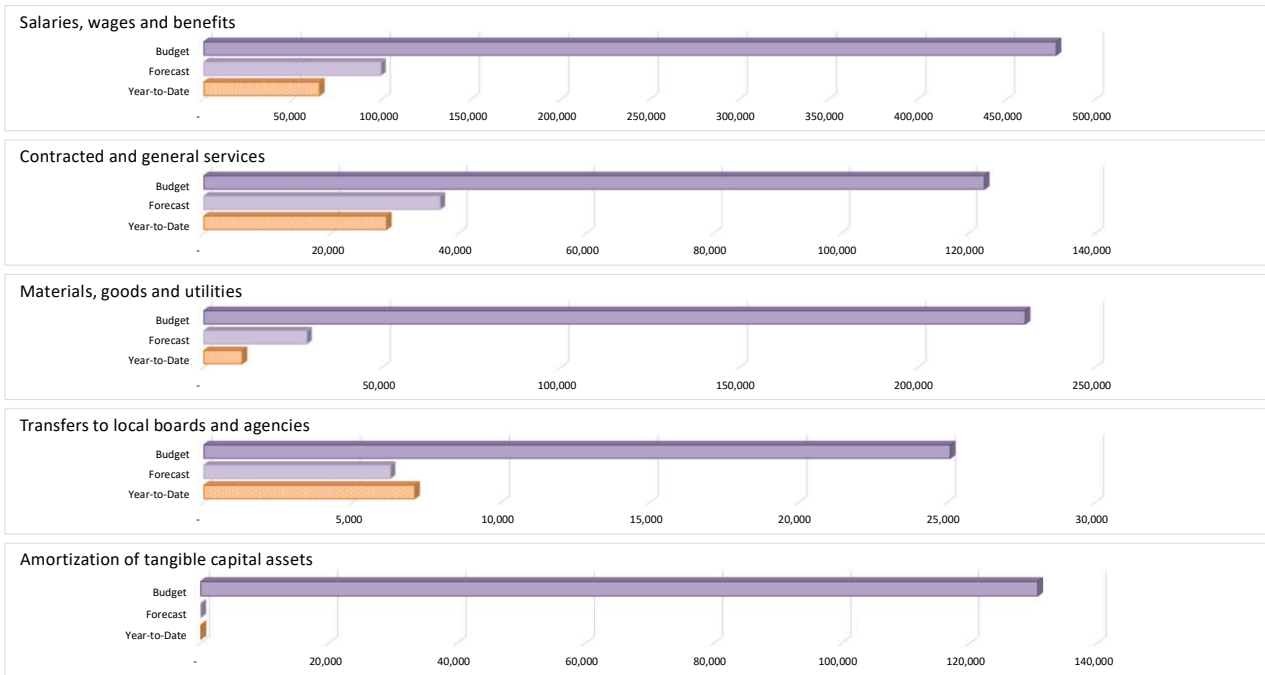 Salaries, wages and benefits
Budget
Forecast
Year-to-Date
- 50,000 100,000 150,000 200,000 250,000 300,000 350,000 400,000 450,000 500,000
Contracted and general services
Budget
Forecast
Year-to-Date
- 20,000 40,000 60,000 80,000 100,000 120,000 140,000
Materials, goods and utilities
Budget
Forecast
Year-to-Date
- 50,000 100,000 150,000 200,000 250,000
Transfers to local boards and agencies
Budget
Forecast
Year-to-Date
- 5,000 10,000 15,000 20,000 25,000 30,000
Amortization of tangible capital assets
Budget
Forecast
Year-to-Date
- 20,000 40,000 60,000 80,000 100,000 120,000 140,000